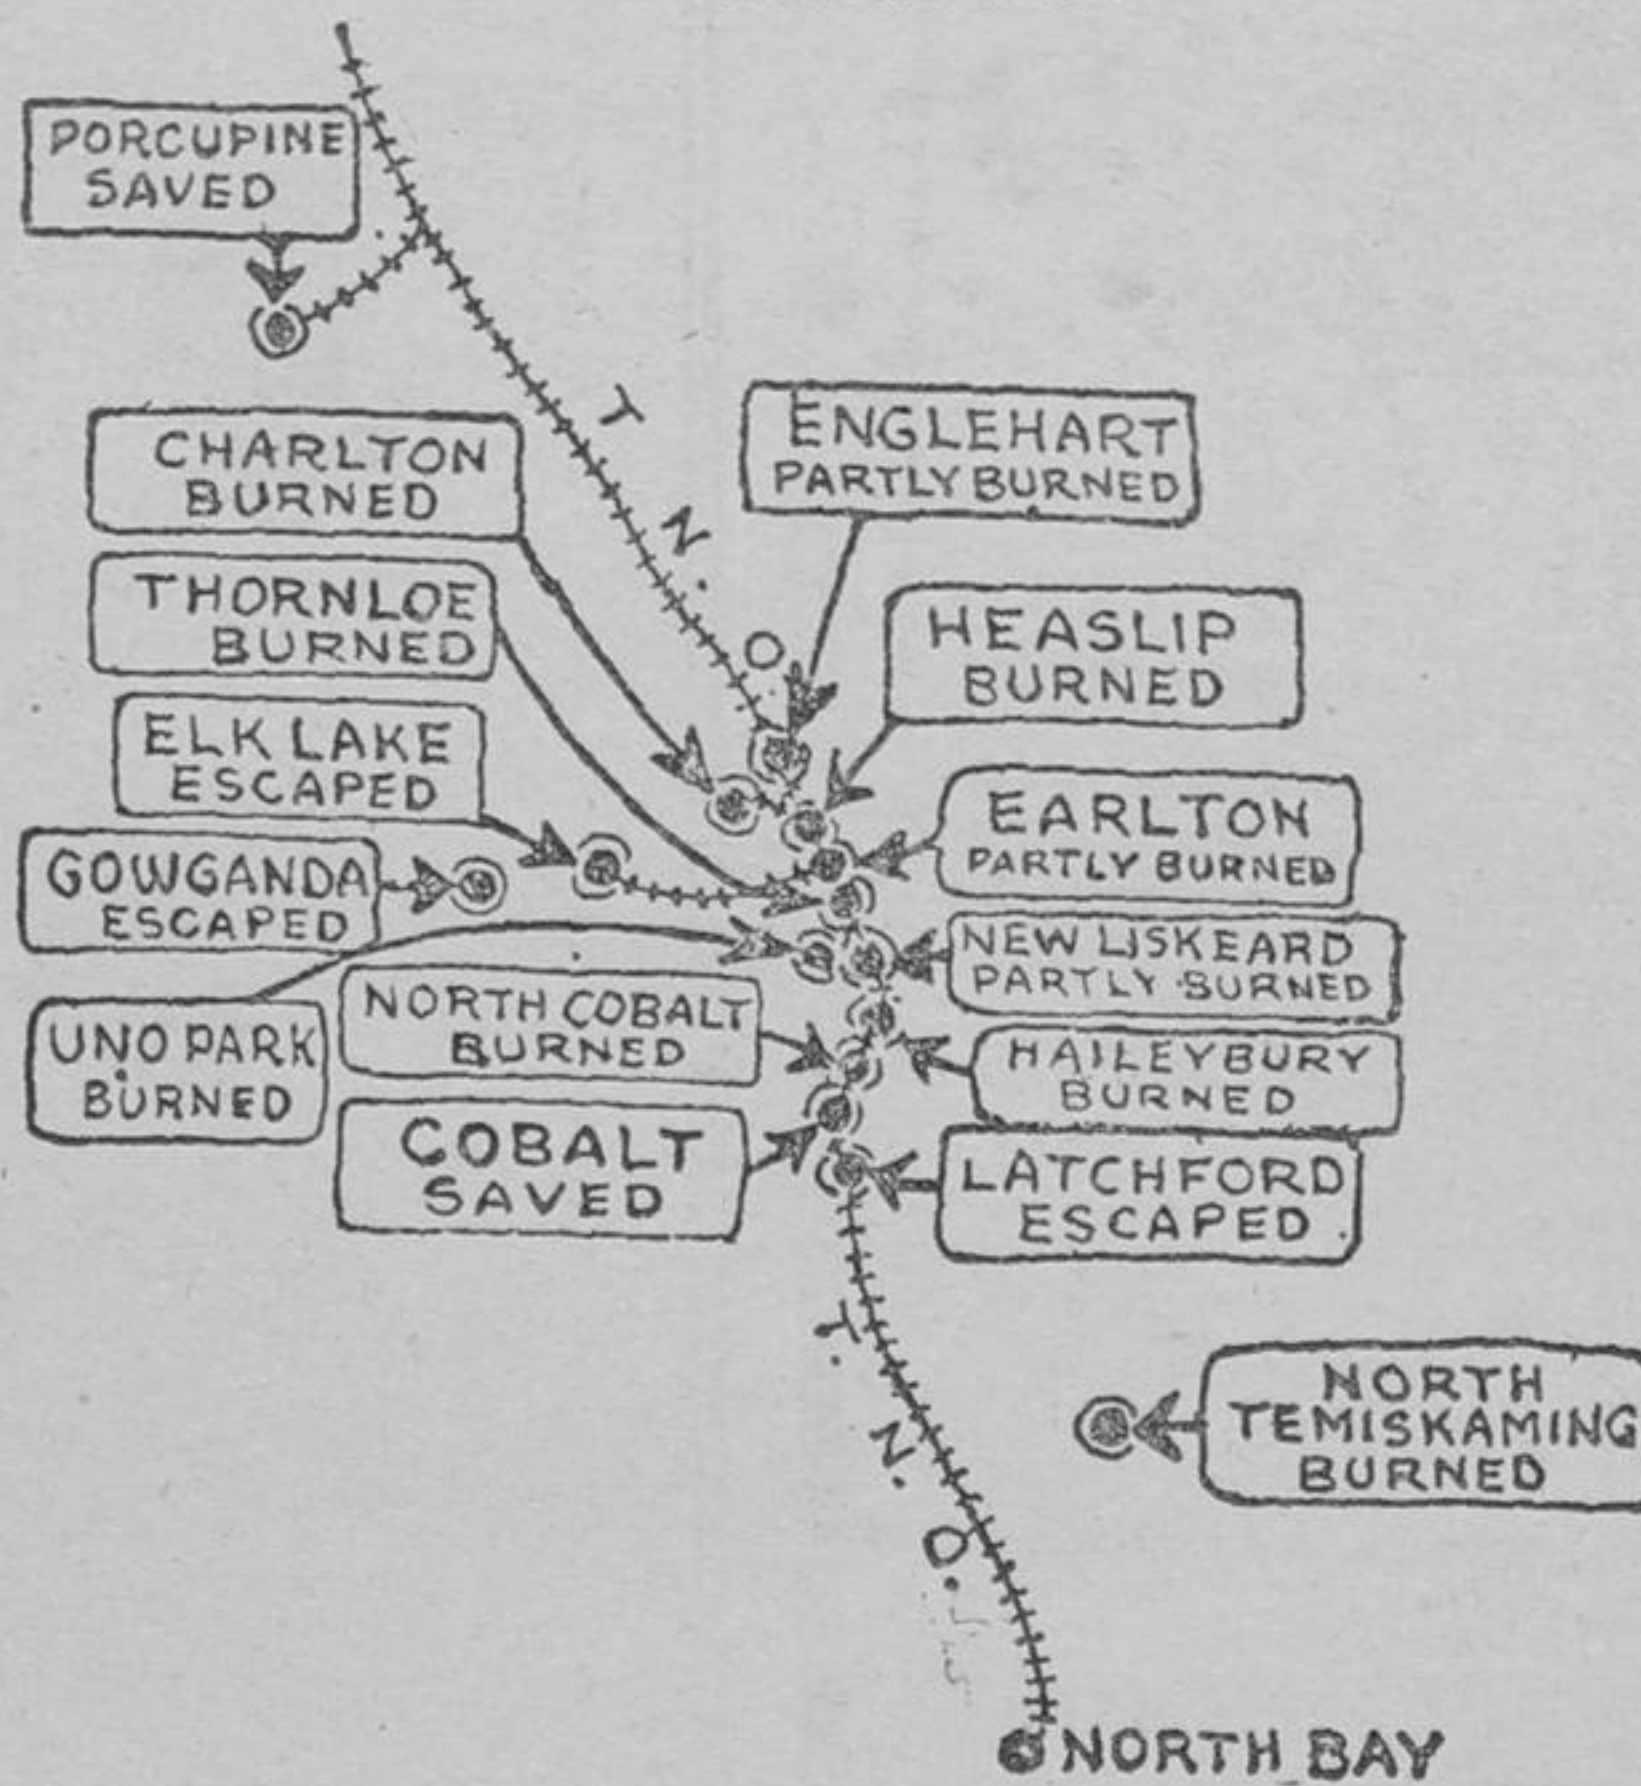 PORCUPINE
SAVED
T. N. O.
CHARLTON
BURNED
ENGLEHART
PARTLY BURNED
THORNLOE
BURNED
HEASLIP
BURNED
ELK LAKE
ESCAPED
EARLTON
PARTLY BURNED
GOWGANDA
ESCAPED
NEW LISKEARD
PARTLY BURNED
UNO PARK
BURNED
NORTH COBALT
BURNED
HAILEYBURY
BURNED
COBALT
SAVED
LATCHFORD
ESCAPED
T. N. O.
NORTH
TEMISKAMING
BURNED
NORTH BAY